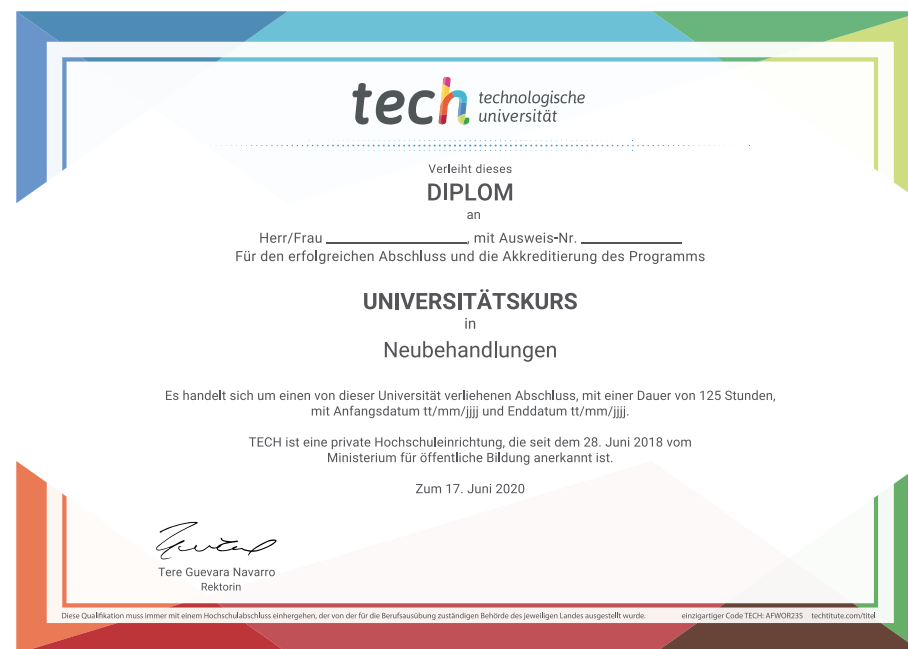 tech technologische
universität
Verleiht dieses
DIPLOM
an
Herr/Frau ____________, mit Ausweis-Nr. ____________
Für den erfolgreichen Abschluss und die Akkreditierung des Programms
UNIVERSITÄTSKURS
in
Neubehandlungen
Es handelt sich um einen von dieser Universität verliehenen Abschluss, mit einer Dauer von 125 Stunden,
mit Anfangsdatum tt/mm/jjjj und Enddatum tt/mm/jjjj.
TECH ist eine private Hochschuleinrichtung, die seit dem 28. Juni 2018 vom
Ministerium für öffentliche Bildung anerkannt ist.
Zum 17. Juni 2020
Tere Guevara Navarro
Rektorin
Diese Qualifikation muss immer mit einem Hochschulabschluss einhergehen, der von der für die Berufsausübung zuständigen Behörde des jeweiligen Landes ausgestellt wurde. einzigartiger Code TECH: AFWOR23S techtitute.com/titel